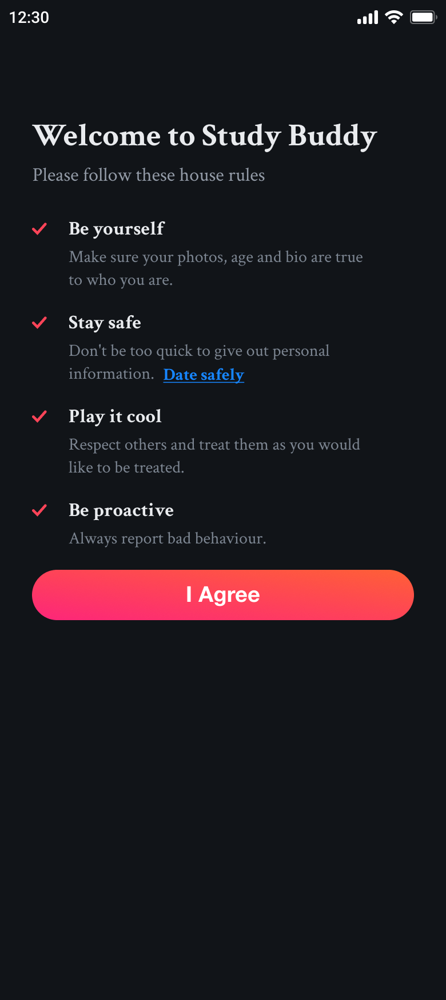 12:30
Welcome to Study Buddy
Please follow these house rules
Be yourself
Make sure your photos, age and bio are true
to who you are.
Stay safe
Don't be too quick to give out personal
information. Date safely
Play it cool
Respect others and treat them as you would
like to be treated.
Be proactive
Always report bad behaviour.
I Agree